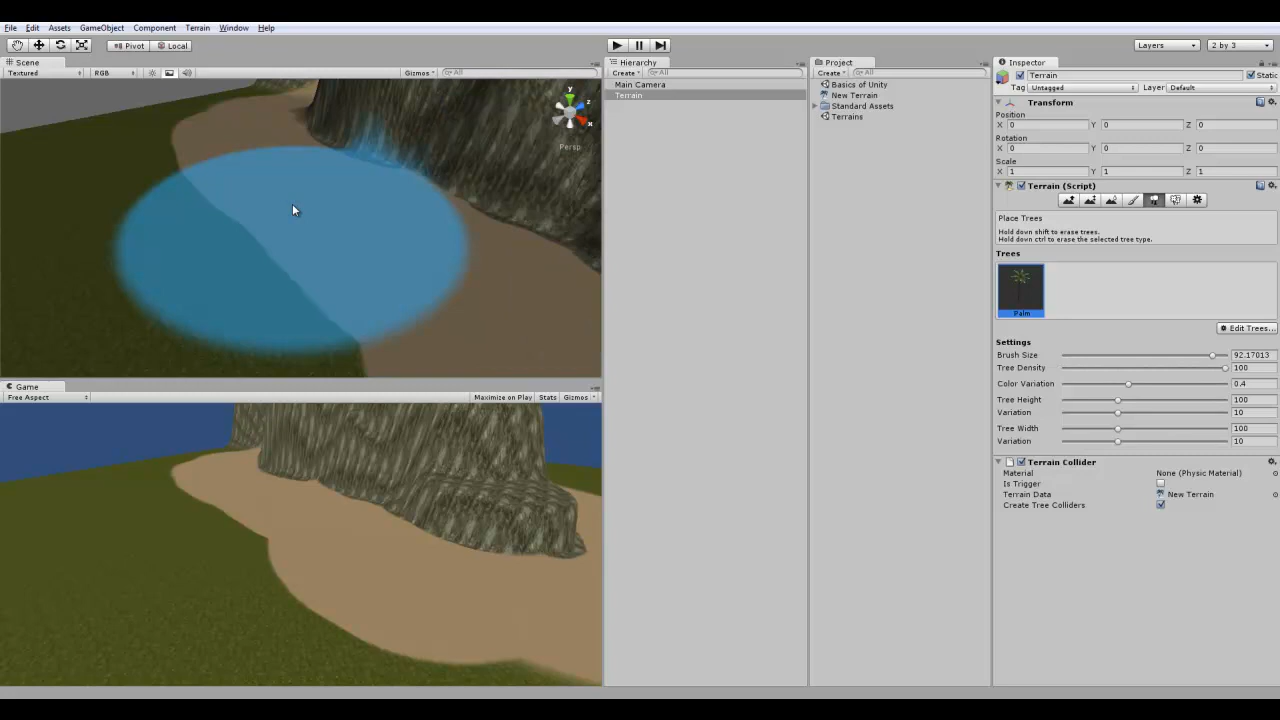 File Edit Assets GameObject Component Terrain Window Help
Pivot Local
Layers
2 by 3
Scene
Textured
RGB
Gizmos
All
y
z
x
Persp
Game
Free Aspect
Maximize on Play Stats Gizmos
Hierarchy
Create
All
Main Camera
Terrain
Project
Create
All
Basics of Unity
New Terrain
Standard Assets
Terrains
Inspector
Terrain
Static
Tag Untagged Layer Default
Transform
Position
X 0 Y 0 Z 0
Rotation
X 0 Y 0 Z 0
Scale
X 1 Y 1 Z 1
Terrain (Script)
Place Trees
Hold down shift to erase trees.
Hold down ctrl to erase the selected tree type.
Trees
Palm
Edit Trees...
Settings
Brush Size 92.17013
Tree Density 100
Color Variation 0.4
Tree Height 100
Variation 10
Tree Width 100
Variation 10
Terrain Collider
Material None (Physic Material)
Is Trigger
Terrain Data New Terrain
Create Tree Colliders